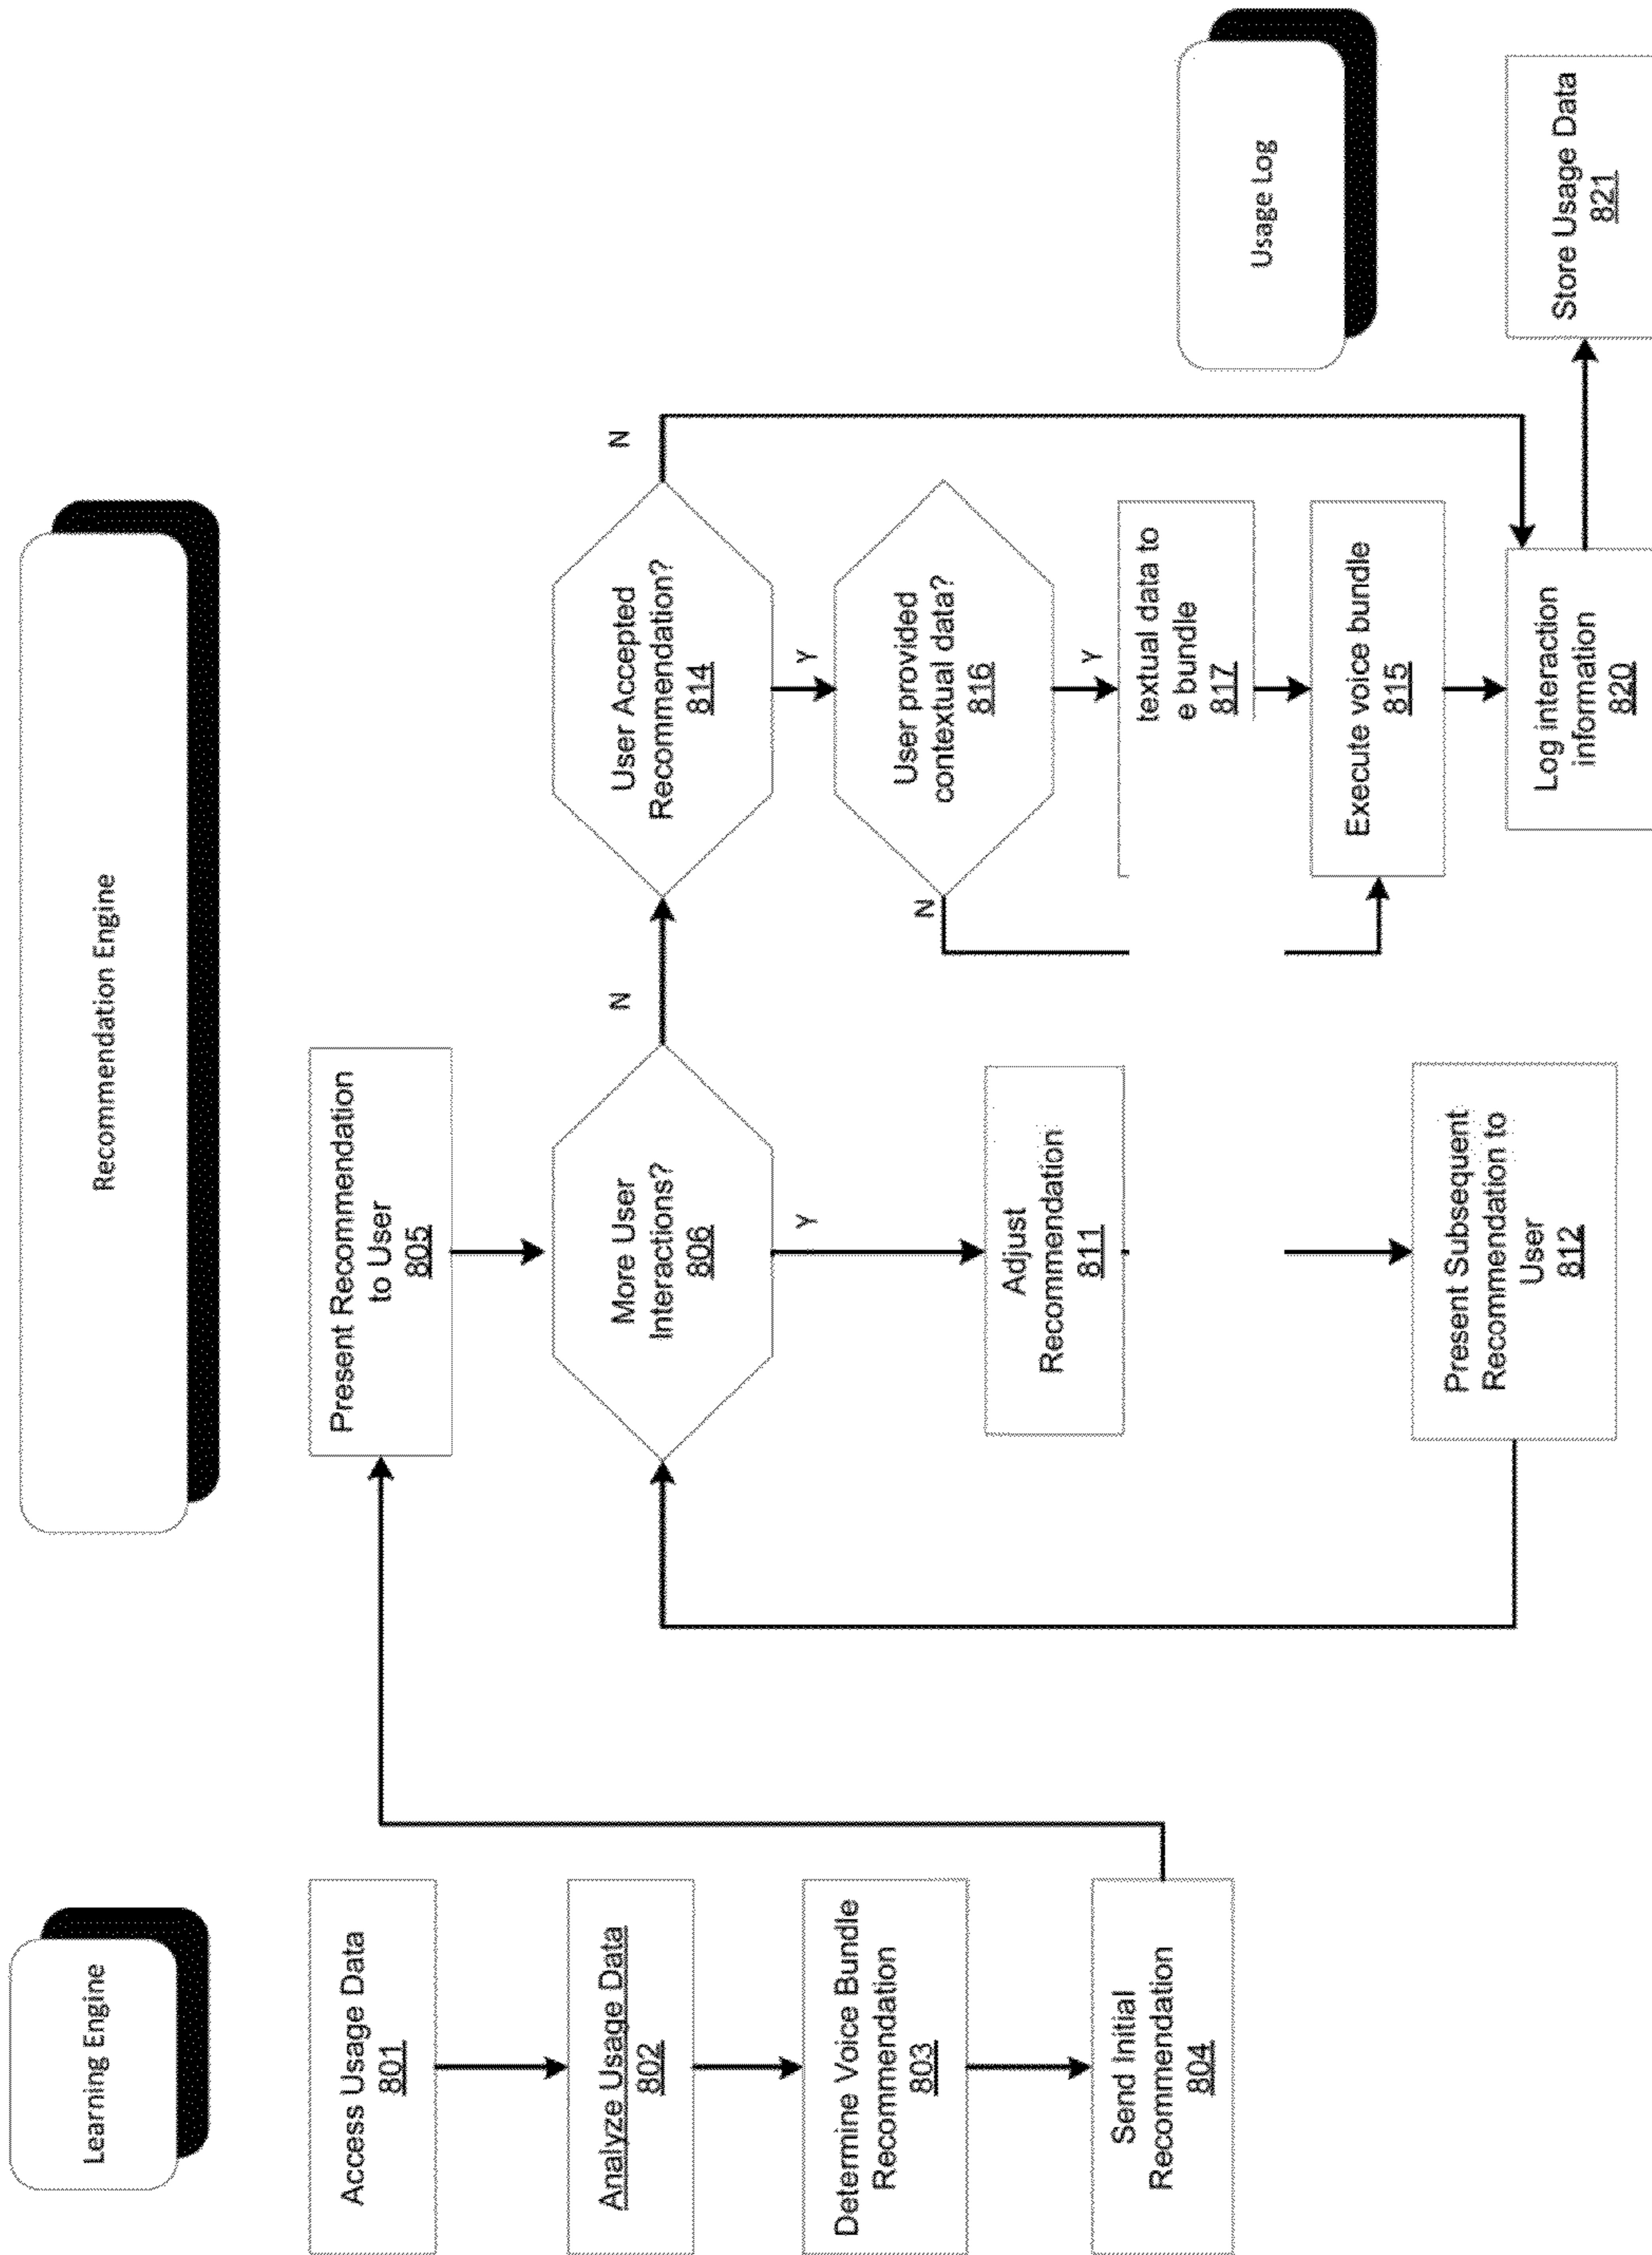 Learning Engine
Recommendation Engine
Usage Log
Access Usage Data
801
Analyze Usage Data
802
Determine Voice Bundle
Recommendation
803
Send Initial
Recommendation
804
Present Recommendation
to User
805
More User
Interactions?
806
N
Y
Adjust
Recommendation
811
Present Subsequent
Recommendation to
User
812
User Accepted
Recommendation?
814
N
Y
User provided
contextual data?
816
N
Y
textual data to
e bundle
817
Execute voice bundle
815
Log interaction
information
820
Store Usage Data
821